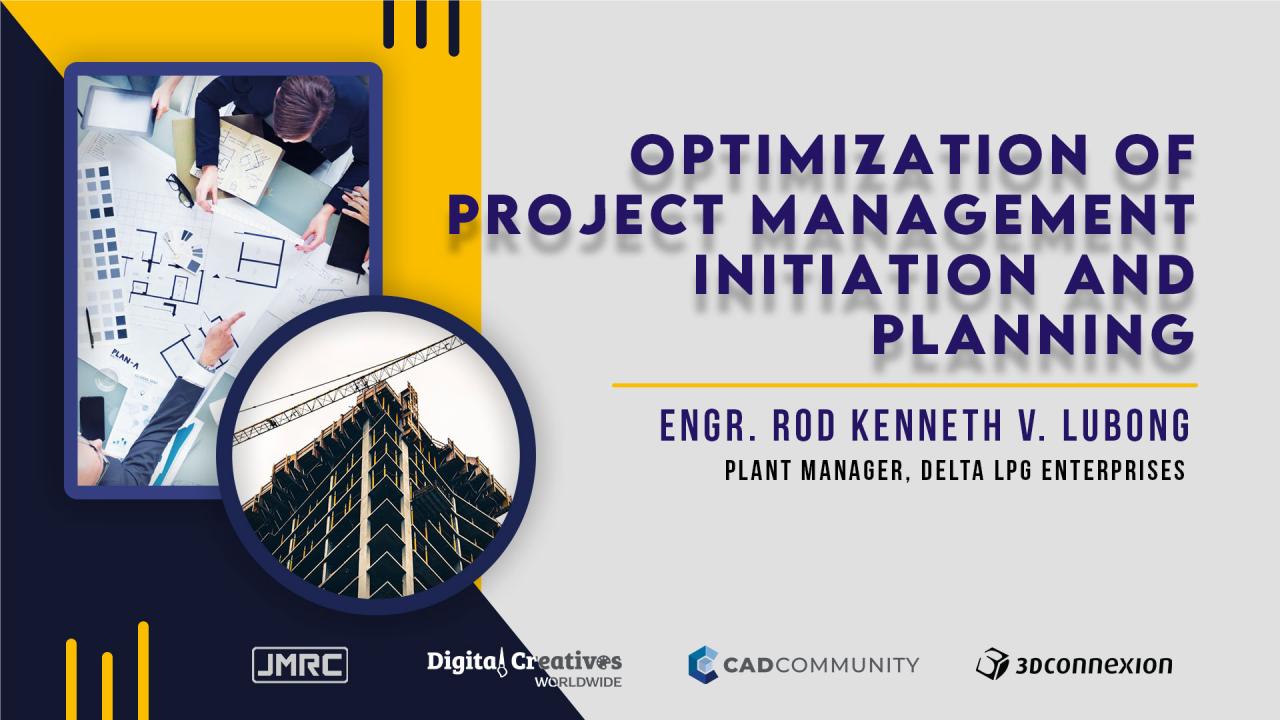 OPTIMIZATION OF
PROJECT MANAGEMENT
INITIATION AND
PLANNING
ENGR. ROD KENNETH V. LUBONG
PLANT MANAGER, DELTA LPG ENTERPRISES
PLAN-A
JMRC
Digital Creatives
WORLDWIDE
CADCOMMUNITY
3DCONNEXION